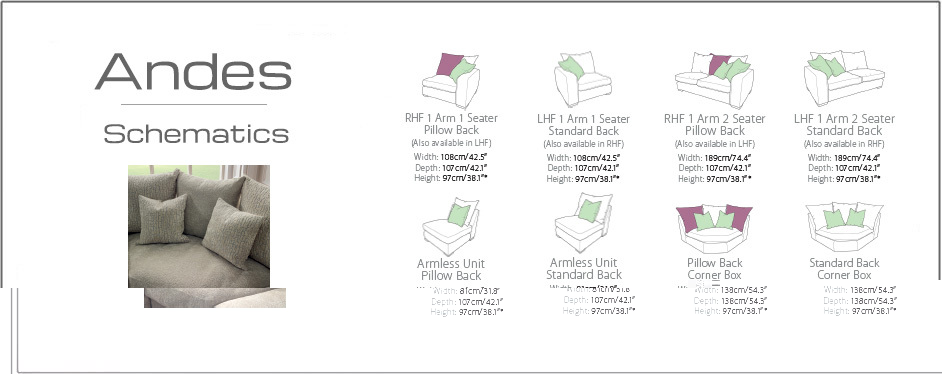 Andes
Schematics
RHF 1 Arm 1 Seater
Pillow Back
(Also available in LHF)
Width: 108cm/42.5"
Depth: 107cm/42.1"
Height: 97cm/38.1"*
LHF 1 Arm 1 Seater
Standard Back
(Also available in RHF)
Width: 108cm/42.5"
Depth: 107cm/42.1"
Height: 97cm/38.1"*
RHF 1 Arm 2 Seater
Pillow Back
(Also available in LHF)
Width: 189cm/74.4"
Depth: 107cm/42.1"
Height: 97cm/38.1"*
LHF 1 Arm 2 Seater
Standard Back
(Also available in RHF)
Width: 189cm/74.4"
Depth: 107cm/42.1"
Height: 97cm/38.1"*
Armless Unit
Pillow Back
81cm/31.8"
Depth: 107cm/42.1"
Height: 97cm/38.1"*
Armless Unit
Standard Back
Depth: 107cm/42.1"
Height: 97cm/38.1"*
Pillow Back
Corner Box
Width: 138cm/54.3"
Depth: 138cm/54.3"
Height: 97cm/38.1"*
Standard Back
Corner Box
Width: 138cm/54.3"
Depth: 138cm/54.3"
Height: 97cm/38.1"*